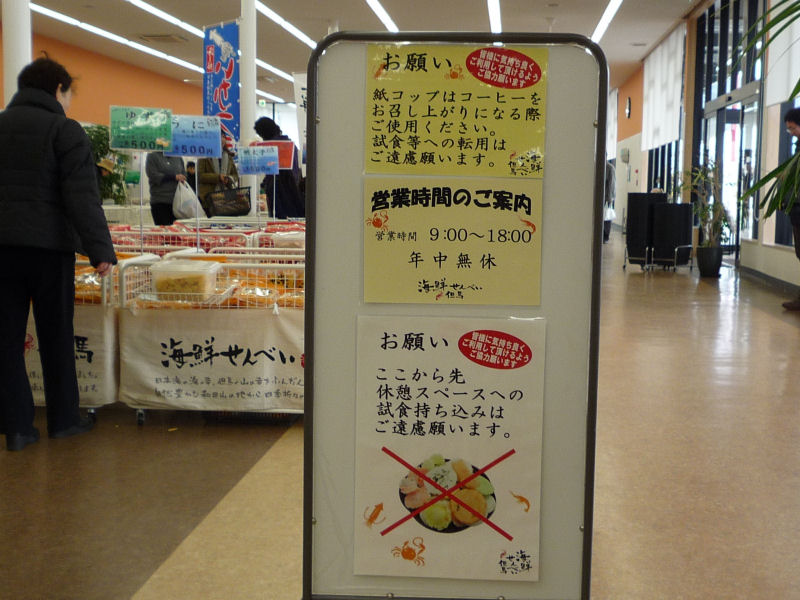 お願い
皆様に気持ち良く
ご利用して頂けるよう
ご協力願います
紙コップはコーヒーを
お召し上がりになる際
ご使用ください。
試食等への転用は
ご遠慮願います。
海鮮
せんべい
但馬
営業時間のご案内
営業時間 9:00〜18:00
年中無休
海鮮せんべい
但馬
お願い
皆様に気持ち良く
ご利用して頂けるよう
ご協力願います
ここから先
休憩スペースへの
試食持ち込みは
ご遠慮願います。
海鮮
せんべい
但馬
海鮮せんべい
馬
うに
500
500